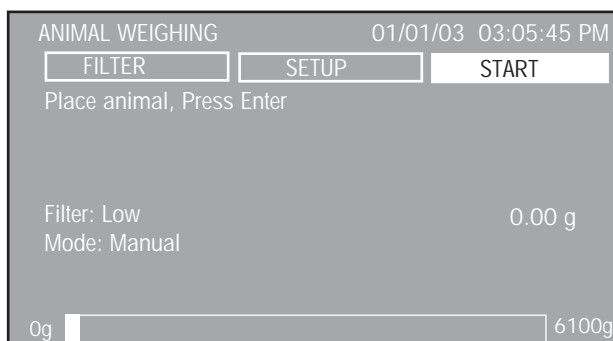 ANIMAL WEIGHING 01/01/03 03:05:45 PM
FILTER SETUP START
Place animal, Press Enter
Filter: Low 0.00 g
Mode: Manual
0g 6100g